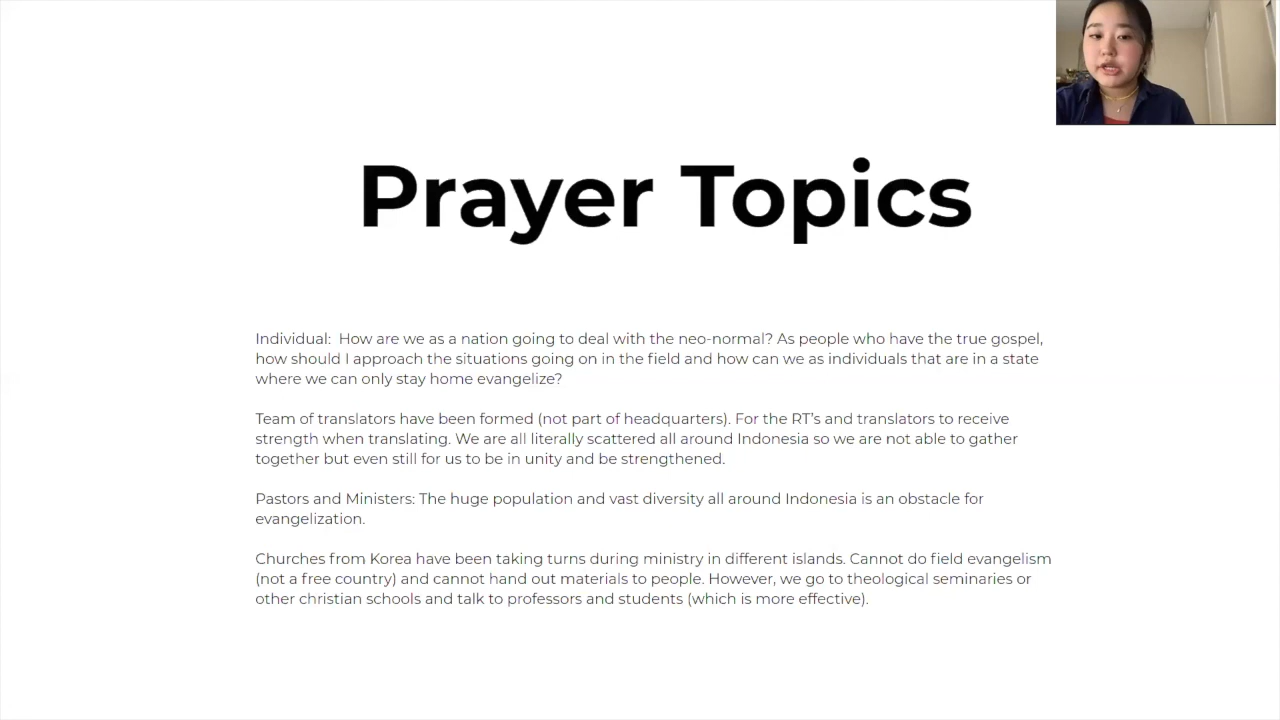 Prayer Topics
Individual:  How are we as a nation going to deal with the neo-normal? As people who have the true gospel,
how should I approach the situations going on in the field and how can we as individuals that are in a state
where we can only stay home evangelize?
Team of translators have been formed (not part of headquarters). For the RT's and translators to receive
strength when translating. We are all literally scattered all around Indonesia so we are not able to gather
together but even still for us to be in unity and be strengthened.
Pastors and Ministers: The huge population and vast diversity all around Indonesia is an obstacle for
evangelization.
Churches from Korea have been taking turns during ministry in different islands. Cannot do field evangelism
(not a free country) and cannot hand out materials to people. However, we go to theological seminaries or
other christian schools and talk to professors and students (which is more effective).